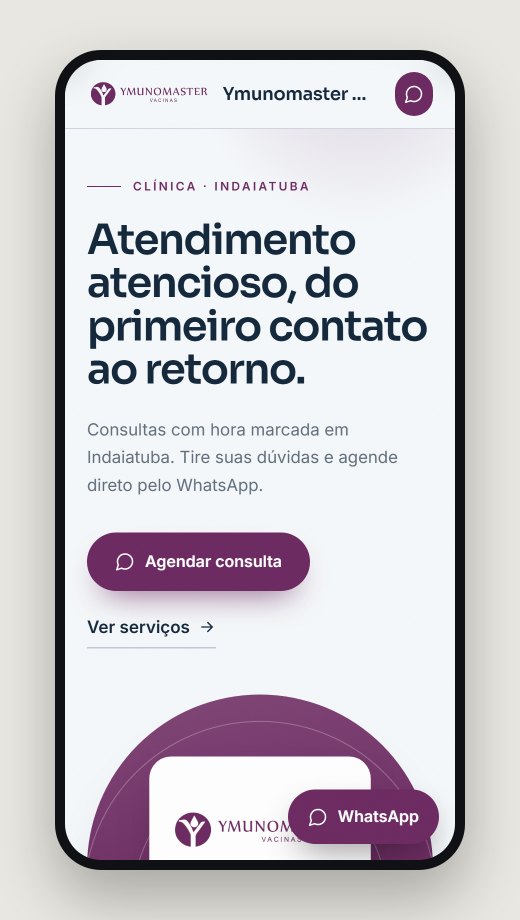 YMUNOMASTER
VACINAS
Ymunomaster ...
CLÍNICA · INDAIATUBA
Atendimento
atencioso, do
primeiro contato
ao retorno.
Consultas com hora marcada em
Indaiatuba. Tire suas dúvidas e agende
direto pelo WhatsApp.
Agendar consulta
Ver serviços →
YMUNOM
VACINAS
WhatsApp